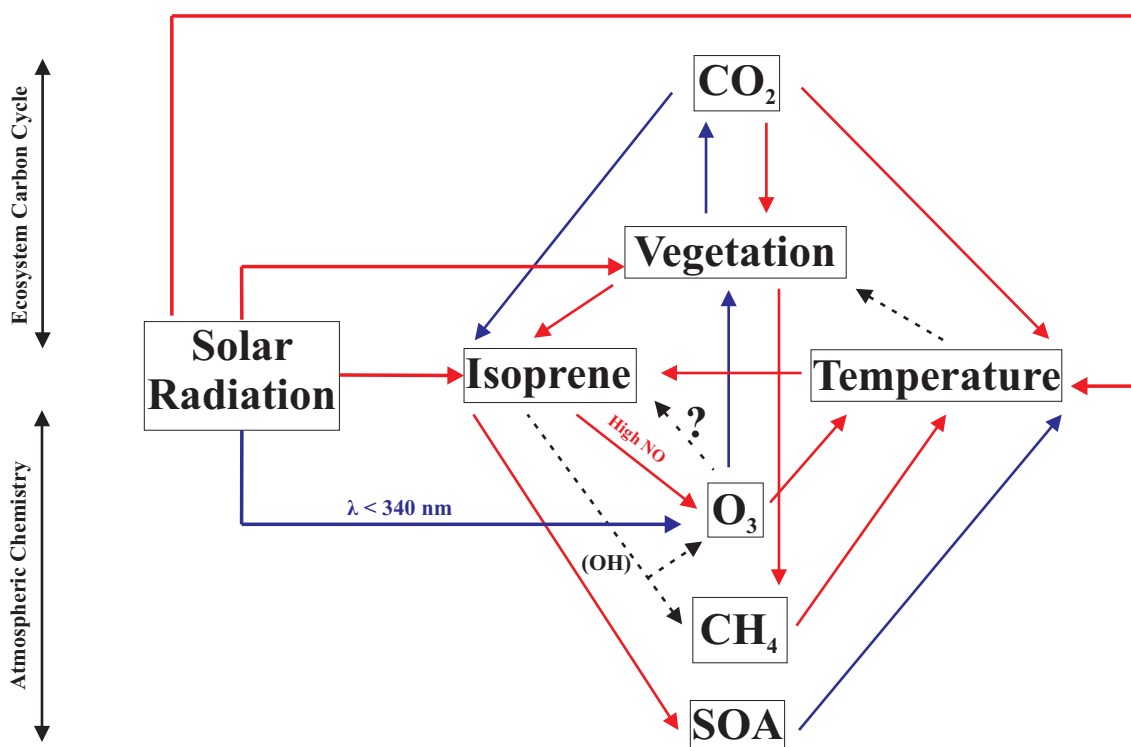 Ecosystem Carbon Cycle
Atmospheric Chemistry
CO₂
Vegetation
Solar
Radiation
Isoprene
Temperature
?
High NO
O₃
λ < 340 nm
(OH)
CH₄
SOA